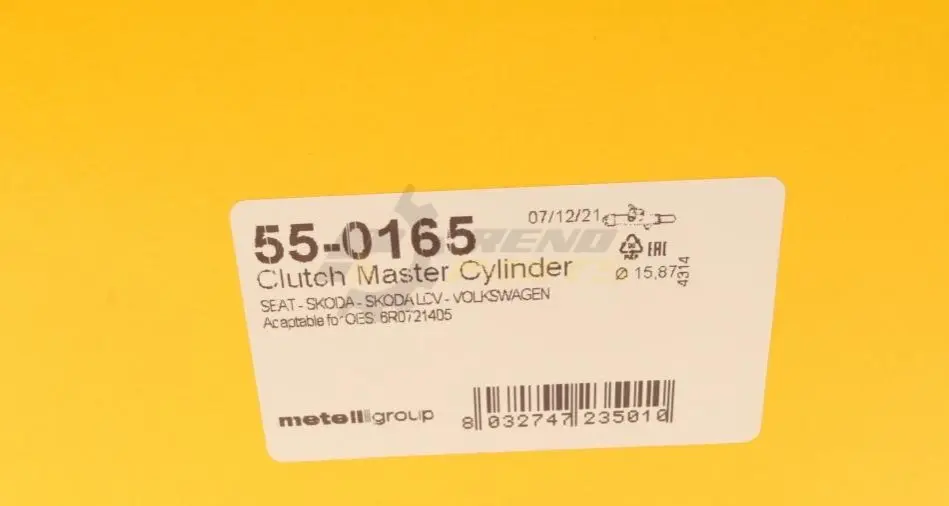 55-0165
07/12/21
Clutch Master Cylinder
EAC
Ø 15,87
4314
SEAT - SKODA - SKODA LCV - VOLKSWAGEN
Adaptable for OES: 6R0721405
metelligroup
8 032747 235010